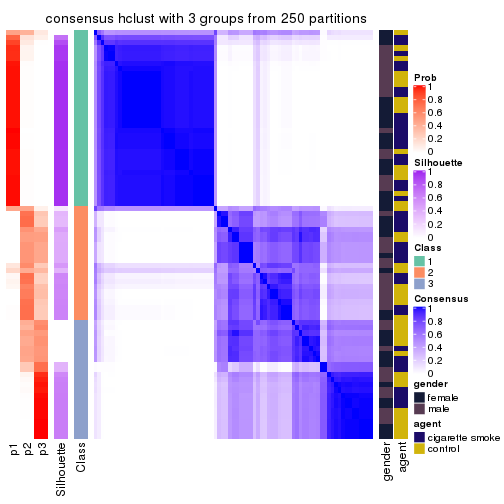 consensus hclust with 3 groups from 250 partitions
Prob
1
0.8
0.6
0.4
0.2
0
Silhouette
1
0.8
0.6
0.4
0.2
0
Class
1
2
3
Consensus
1
0.8
0.6
0.4
0.2
0
gender
female
male
agent
cigarette smoke
control
p1
p2
p3
Silhouette
Class
gender
agent